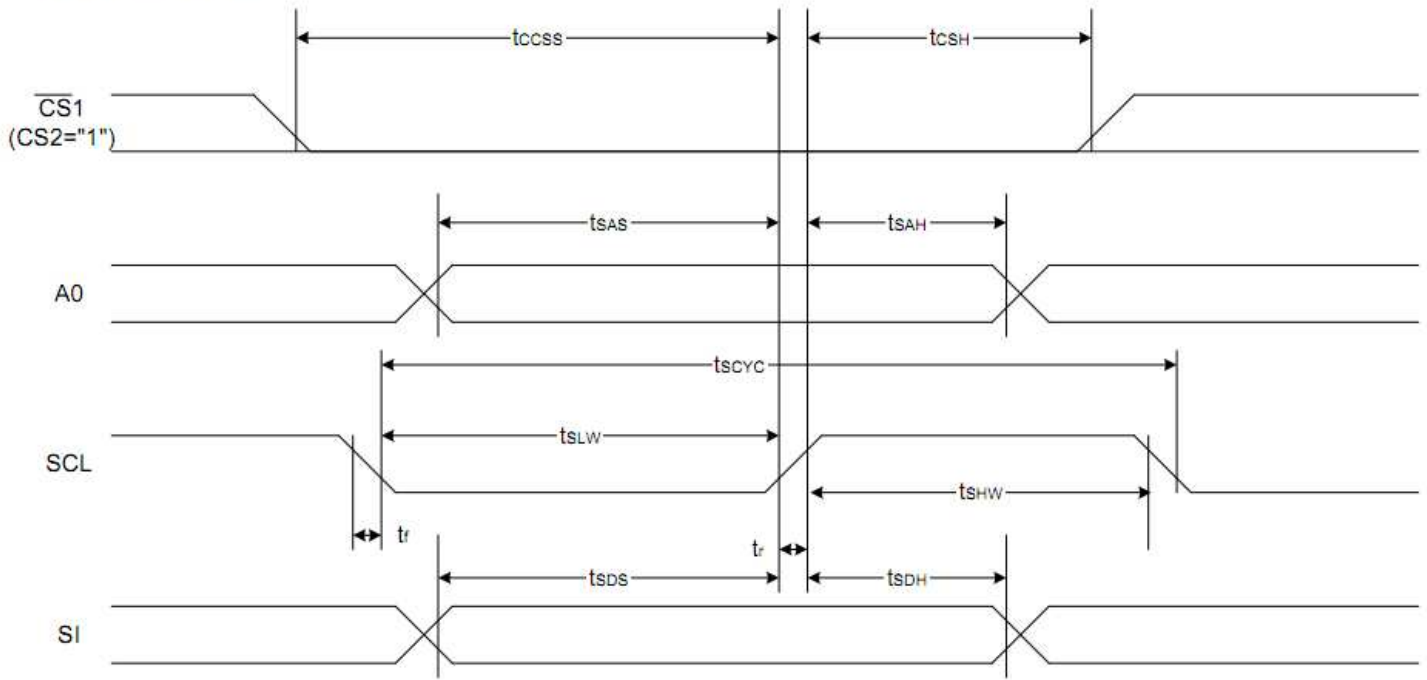 tCCSS
tCSH
CS1
(CS2="1")
tSAS
tSAH
A0
tSCYC
tSLW
SCL
tSHW
tf
tr
tSDS
tSDH
SI